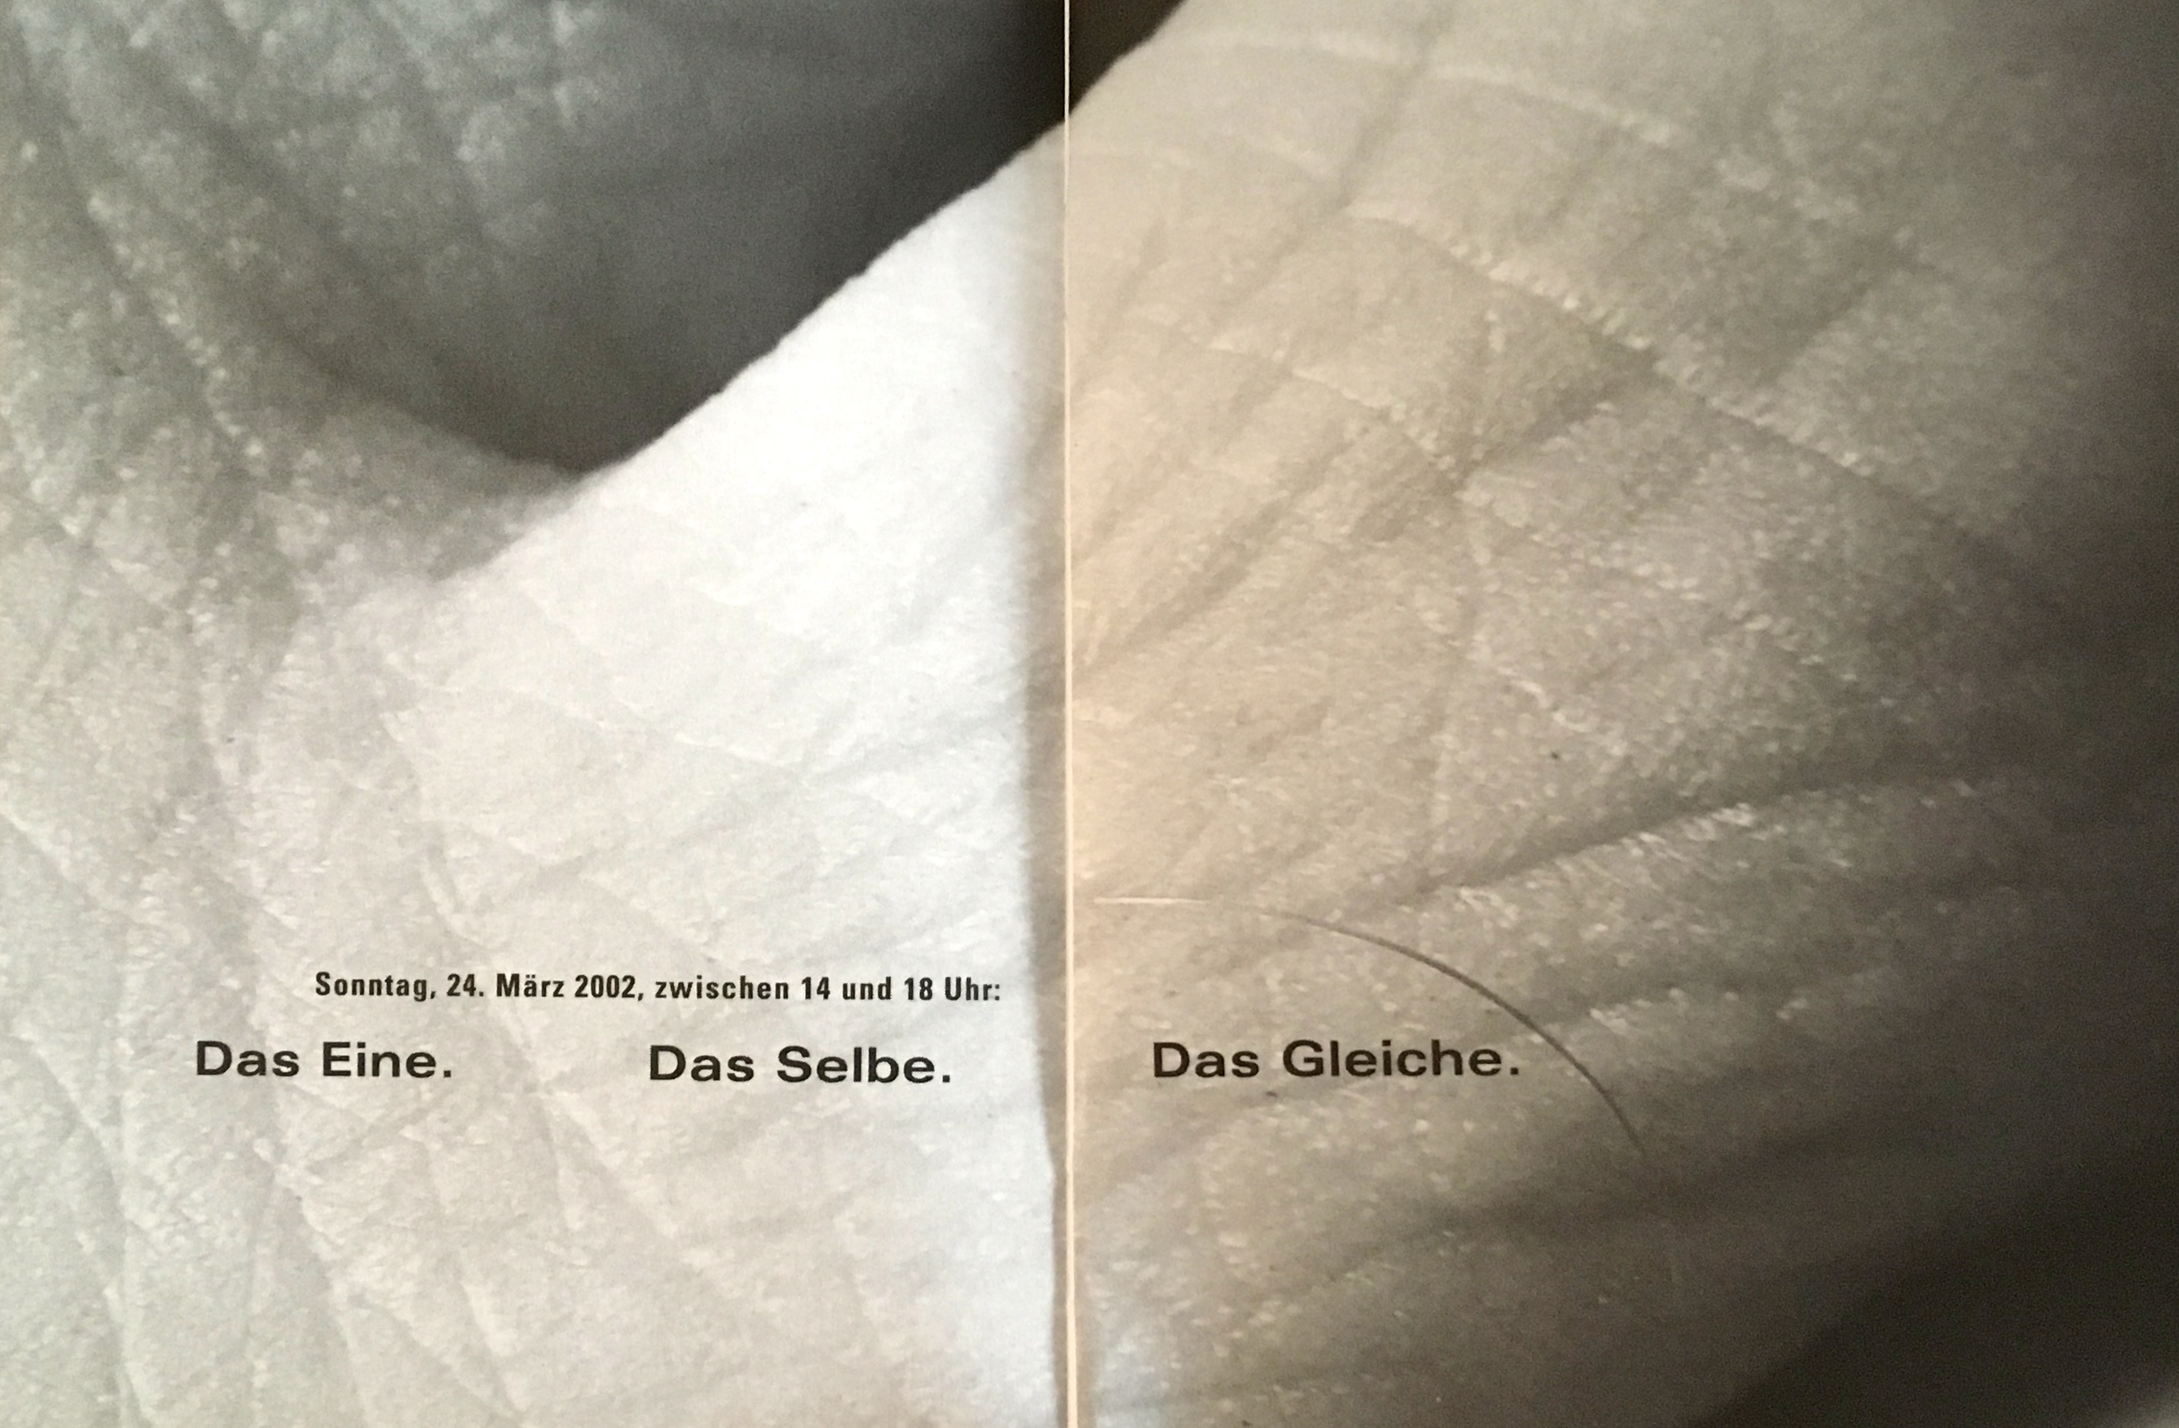 Sonntag, 24. März 2002, zwischen 14 und 18 Uhr:
Das Eine. Das Selbe. Das Gleiche.